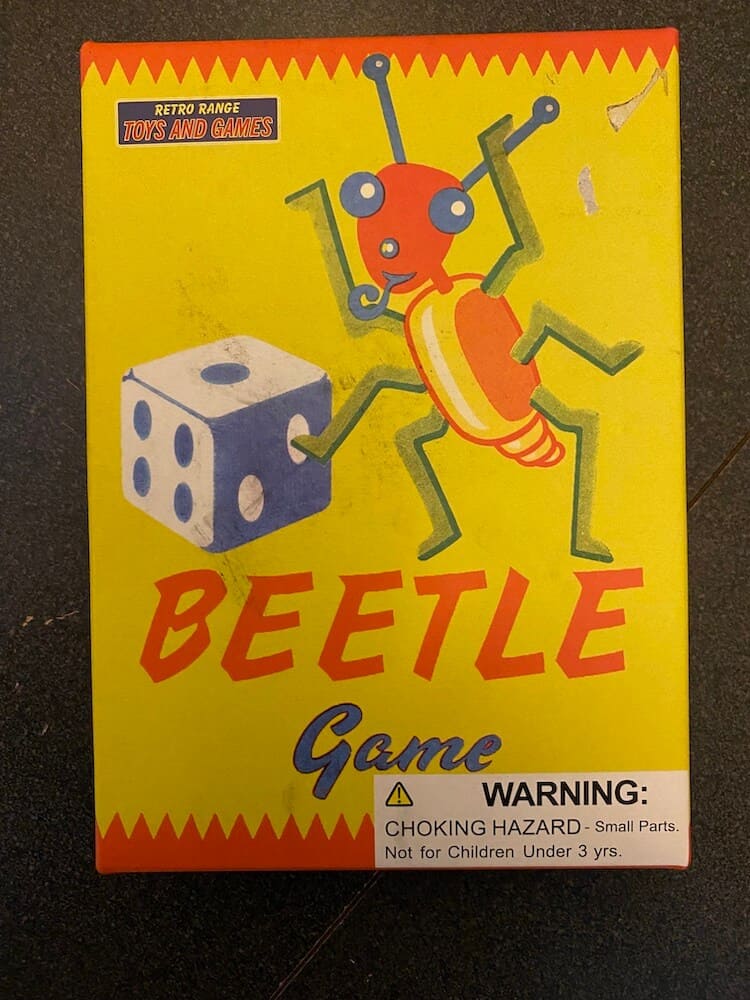 RETRO RANGE
TOYS AND GAMES
BEETLE
Game
WARNING:
CHOKING HAZARD - Small Parts.
Not for Children Under 3 yrs.